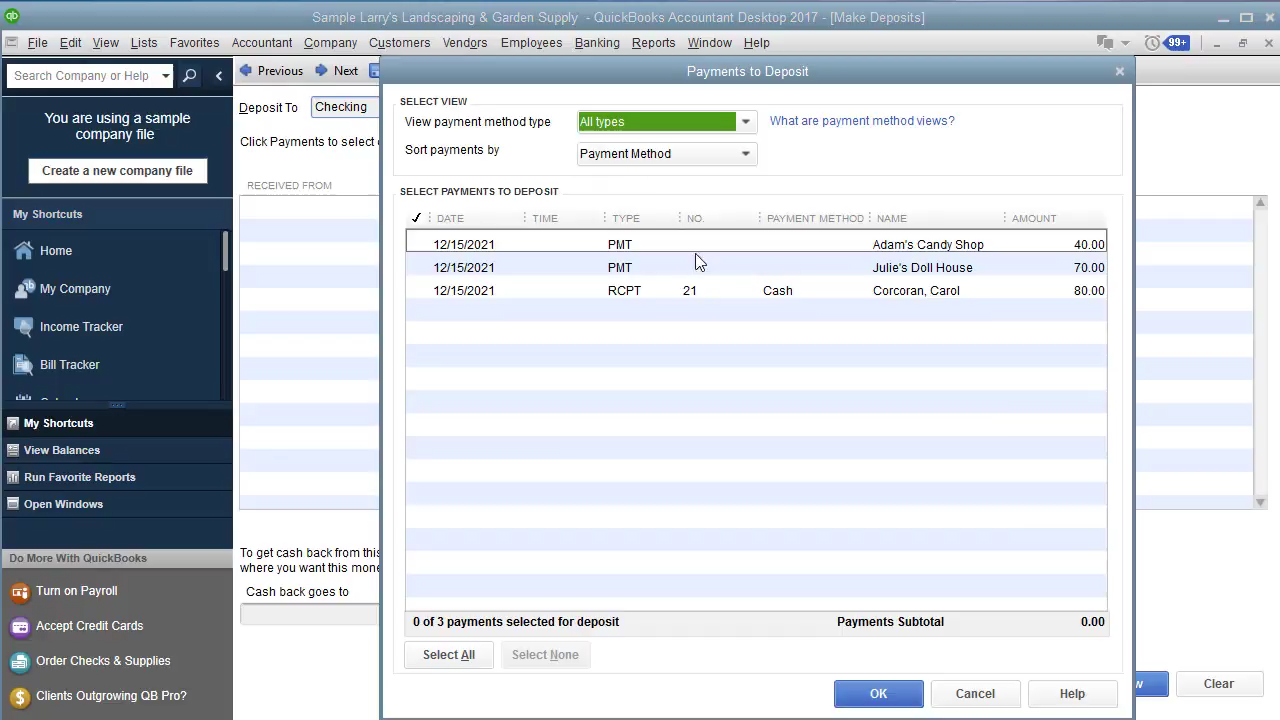 qb
Sample Larry's Landscaping & Garden Supply - QuickBooks Accountant Desktop 2017 - [Make Deposits]
File Edit View Lists Favorites Accountant Company Customers Vendors Employees Banking Reports Window Help 99+
Search Company or Help
You are using a sample
company file
Create a new company file
My Shortcuts
Home
My Company
Income Tracker
Bill Tracker
My Shortcuts
View Balances
Run Favorite Reports
Open Windows
Do More With QuickBooks
Turn on Payroll
Accept Credit Cards
Order Checks & Supplies
Clients Outgrowing QB Pro?
Previous Next
Deposit To Checking
Click Payments to select
RECEIVED FROM
To get cash back from this
where you want this
Cash back goes to
Payments to Deposit
SELECT VIEW
View payment method type All types What are payment method views?
Sort payments by Payment Method
SELECT PAYMENTS TO DEPOSIT
✓ DATE TIME TYPE NO. PAYMENT METHOD NAME AMOUNT
12/15/2021 PMT Adam's Candy Shop 40.00
12/15/2021 PMT Julie's Doll House 70.00
12/15/2021 RCPT 21 Cash Corcoran, Carol 80.00
0 of 3 payments selected for deposit Payments Subtotal 0.00
Select All Select None
OK Cancel Help
Clear